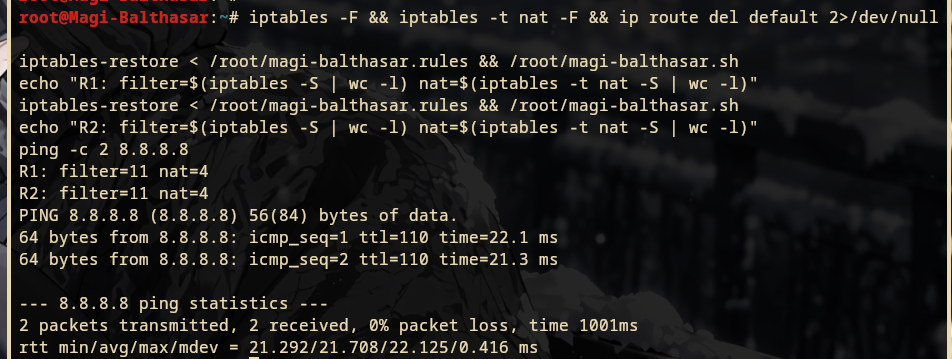 root@Magi-Balthasar:~# iptables -F && iptables -t nat -F && ip route del default 2>/dev/null
iptables-restore < /root/magi-balthasar.rules && /root/magi-balthasar.sh
echo "R1: filter=$(iptables -S | wc -l) nat=$(iptables -t nat -S | wc -l)"
iptables-restore < /root/magi-balthasar.rules && /root/magi-balthasar.sh
echo "R2: filter=$(iptables -S | wc -l) nat=$(iptables -t nat -S | wc -l)"
ping -c 2 8.8.8.8
R1: filter=11 nat=4
R2: filter=11 nat=4
PING 8.8.8.8 (8.8.8.8) 56(84) bytes of data.
64 bytes from 8.8.8.8: icmp_seq=1 ttl=110 time=22.1 ms
64 bytes from 8.8.8.8: icmp_seq=2 ttl=110 time=21.3 ms
--- 8.8.8.8 ping statistics ---
2 packets transmitted, 2 received, 0% packet loss, time 1001ms
rtt min/avg/max/mdev = 21.292/21.708/22.125/0.416 ms